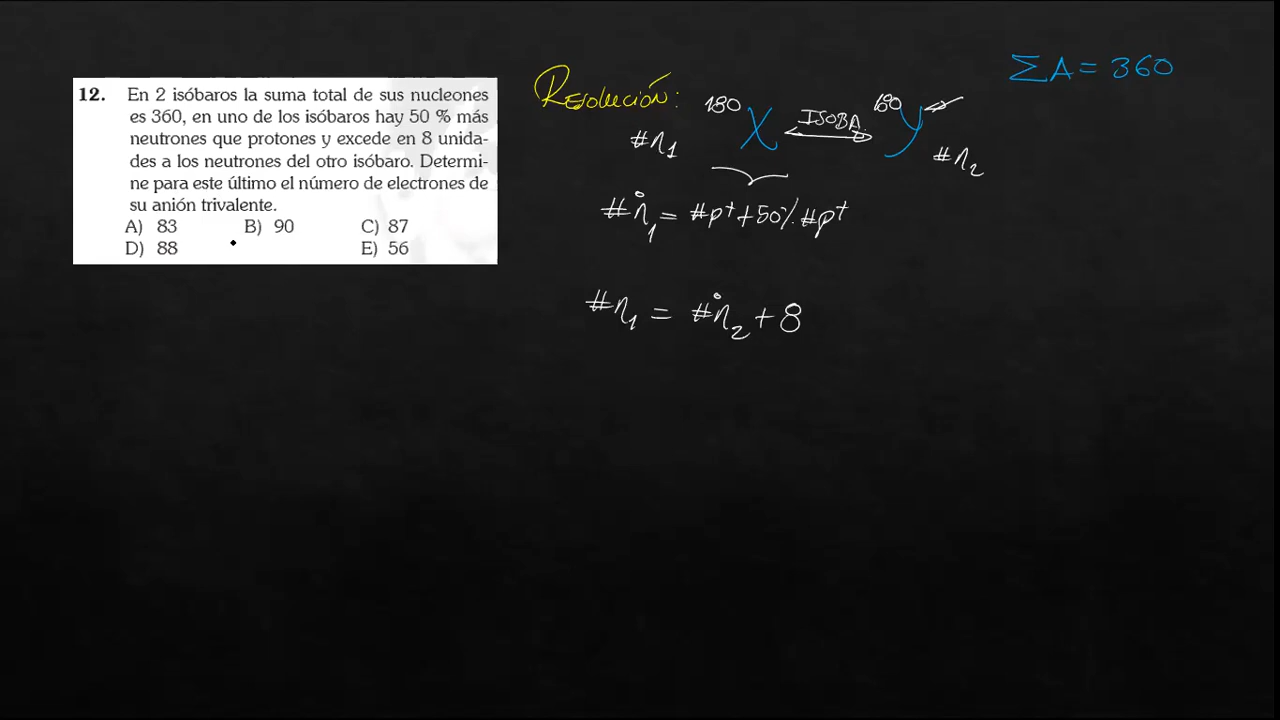 12. En 2 isóbaros la suma total de sus nucleones
es 360, en uno de los isóbaros hay 50 % más
neutrones que protones y excede en 8 unida-
des a los neutrones del otro isóbaro. Determi-
ne para este último el número de electrones de
su anión trivalente.
A) 83 B) 90 C) 87
D) 88 E) 56
RESOLUCIÓN:
ΣA = 360
180 X ISOBA. 180 Y
#n1 #n2
#n°1 = #p⁺ + 50% #p⁺
#n1 = #n°2 + 8